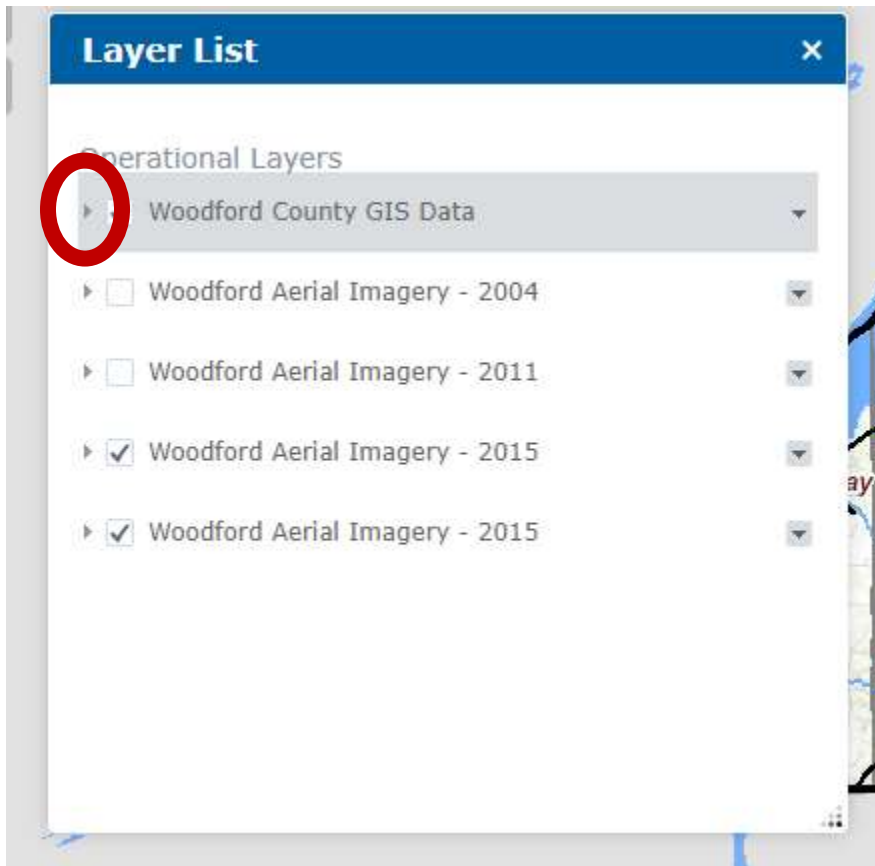 Layer List
Operational Layers
Woodford County GIS Data
Woodford Aerial Imagery - 2004
Woodford Aerial Imagery - 2011
Woodford Aerial Imagery - 2015
Woodford Aerial Imagery - 2015
ay